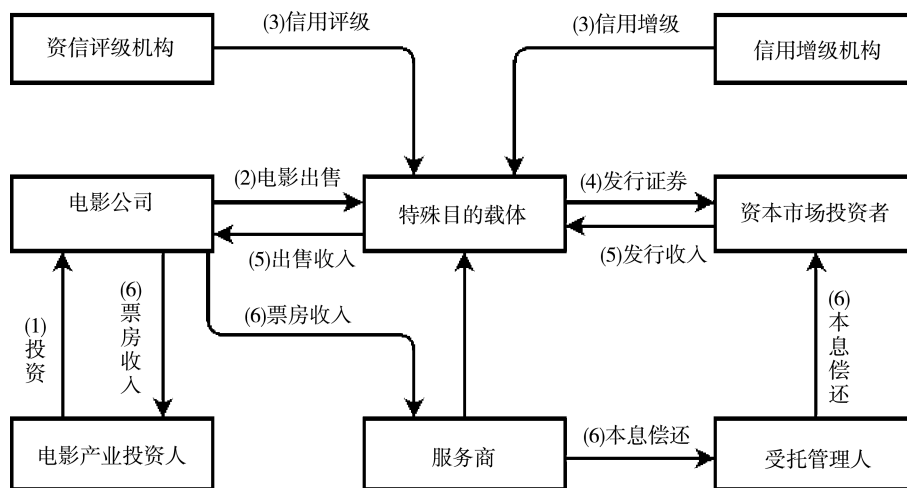 资信评级机构
(3)信用评级
(3)信用增级
信用增级机构
电影公司
(2)电影出售
特殊目的载体
(4)发行证券
资本市场投资者
(5)出售收入
(5)发行收入
(1)投资
(6)票房收入
(6)票房收入
(6)本息偿还
电影产业投资人
服务商
(6)本息偿还
受托管理人